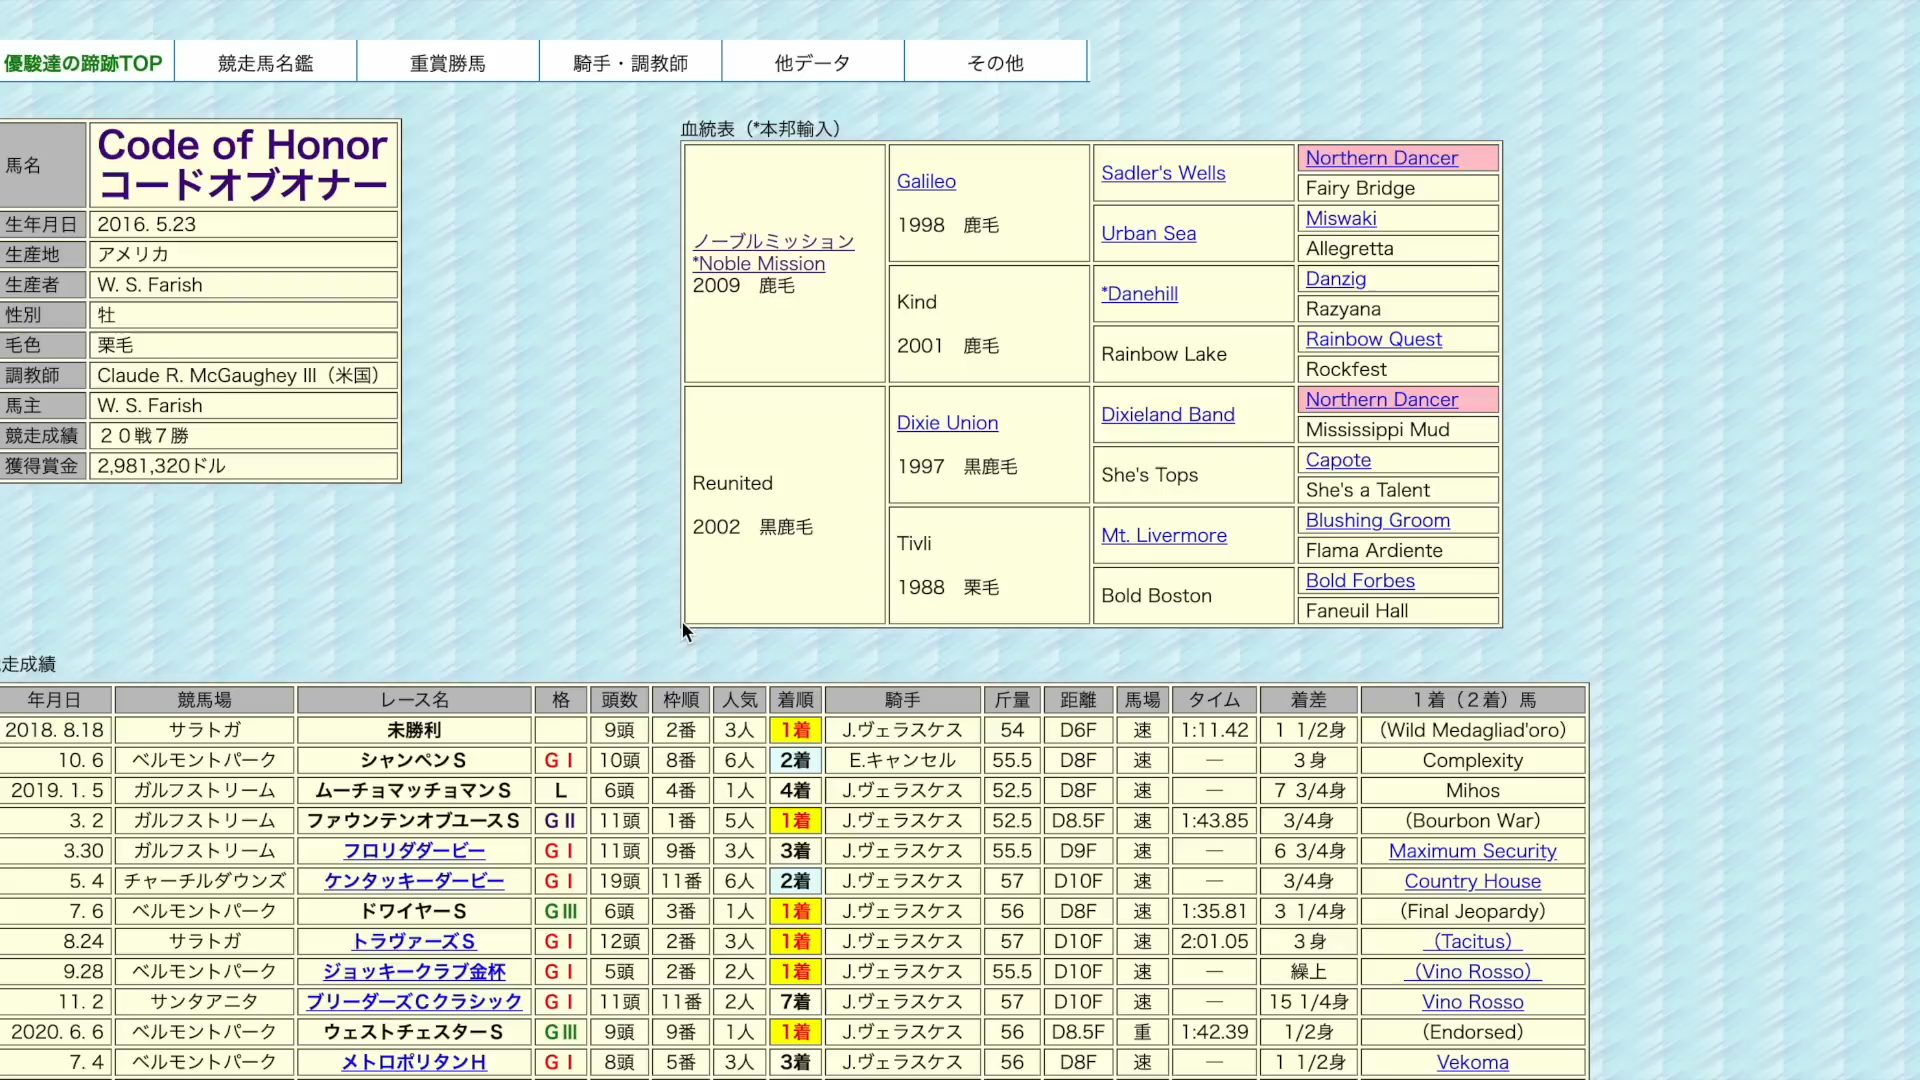 優駿達の蹄跡TOP 競走馬名鑑 重賞勝馬 騎手・調教師 他データ その他
馬名 Code of Honor
コードオブオナー
生年月日 2016. 5.23
生産地 アメリカ
生産者 W. S. Farish
性別 牡
毛色 栗毛
調教師 Claude R. McGaughey III（米国）
馬主 W. S. Farish
競走成績 ２０戦７勝
獲得賞金 2,981,320ドル
血統表（*本邦輸入）
ノーブルミッション
*Noble Mission
2009　鹿毛
Galileo
1998　鹿毛
Sadler's Wells
Northern Dancer
Fairy Bridge
Urban Sea
Miswaki
Allegretta
Kind
2001　鹿毛
*Danehill
Danzig
Razyana
Rainbow Lake
Rainbow Quest
Rockfest
Reunited
2002　黒鹿毛
Dixie Union
1997　黒鹿毛
Dixieland Band
Northern Dancer
Mississippi Mud
She's Tops
Capote
She's a Talent
Tivli
1988　栗毛
Mt. Livermore
Blushing Groom
Flama Ardiente
Bold Boston
Bold Forbes
Faneuil Hall
走成績
年月日 競馬場 レース名 格 頭数 枠順 人気 着順 騎手 斤量 距離 馬場 タイム 着差 １着（２着）馬
2018. 8.18 サラトガ 未勝利 9頭 2番 3人 1着 J.ヴェラスケス 54 D6F 速 1:11.42 1 1/2身 (Wild Medagliad'oro)
10. 6 ベルモントパーク シャンペンＳ GⅠ 10頭 8番 6人 2着 E.キャンセル 55.5 D8F 速 — 3身 Complexity
2019. 1. 5 ガルフストリーム ムーチョマッチョマンＳ L 6頭 4番 1人 4着 J.ヴェラスケス 52.5 D8F 速 — 7 3/4身 Mihos
3. 2 ガルフストリーム ファウンテンオブユースＳ GⅡ 11頭 1番 5人 1着 J.ヴェラスケス 52.5 D8.5F 速 1:43.85 3/4身 (Bourbon War)
3.30 ガルフストリーム フロリダダービー GⅠ 11頭 9番 3人 3着 J.ヴェラスケス 55.5 D9F 速 — 6 3/4身 Maximum Security
5. 4 チャーチルダウンズ ケンタッキーダービー GⅠ 19頭 11番 6人 2着 J.ヴェラスケス 57 D10F 速 — 3/4身 Country House
7. 6 ベルモントパーク ドワイヤーＳ GⅢ 6頭 3番 1人 1着 J.ヴェラスケス 56 D8F 速 1:35.81 3 1/4身 (Final Jeopardy)
8.24 サラトガ トラヴァーズＳ GⅠ 12頭 2番 3人 1着 J.ヴェラスケス 57 D10F 速 2:01.05 3身 (Tacitus)
9.28 ベルモントパーク ジョッキークラブ金杯 GⅠ 5頭 2番 2人 1着 J.ヴェラスケス 55.5 D10F 速 — 繰上 (Vino Rosso)
11. 2 サンタアニタ ブリーダーズＣクラシック GⅠ 11頭 11番 2人 7着 J.ヴェラスケス 57 D10F 速 — 15 1/4身 Vino Rosso
2020. 6. 6 ベルモントパーク ウェストチェスターＳ GⅢ 9頭 9番 1人 1着 J.ヴェラスケス 56 D8.5F 重 1:42.39 1/2身 (Endorsed)
7. 4 ベルモントパーク メトロポリタンＨ GⅠ 8頭 5番 3人 3着 J.ヴェラスケス 56 D8F 速 — 1 1/2身 Vekoma